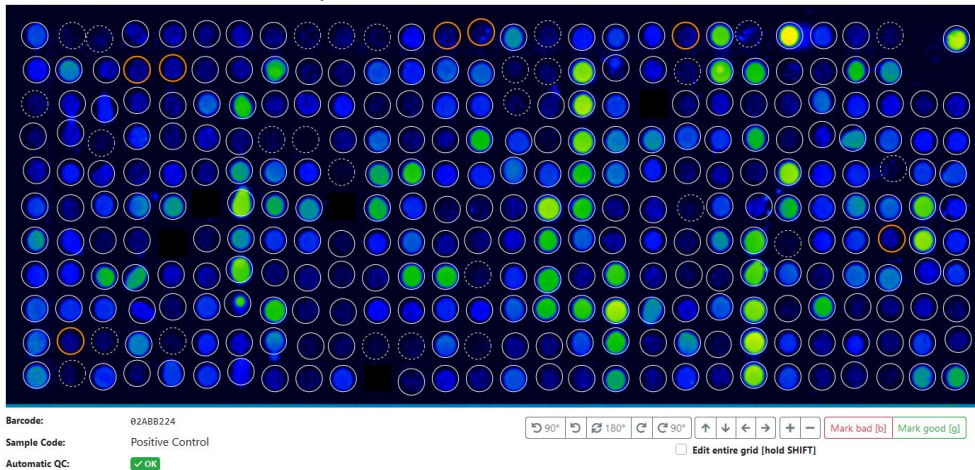 Barcode: 02ABB224
90° 180° 90° + − Mark bad [b] Mark good [g]
Sample Code: Positive Control
Edit entire grid [hold SHIFT]
Automatic QC: ✓ OK